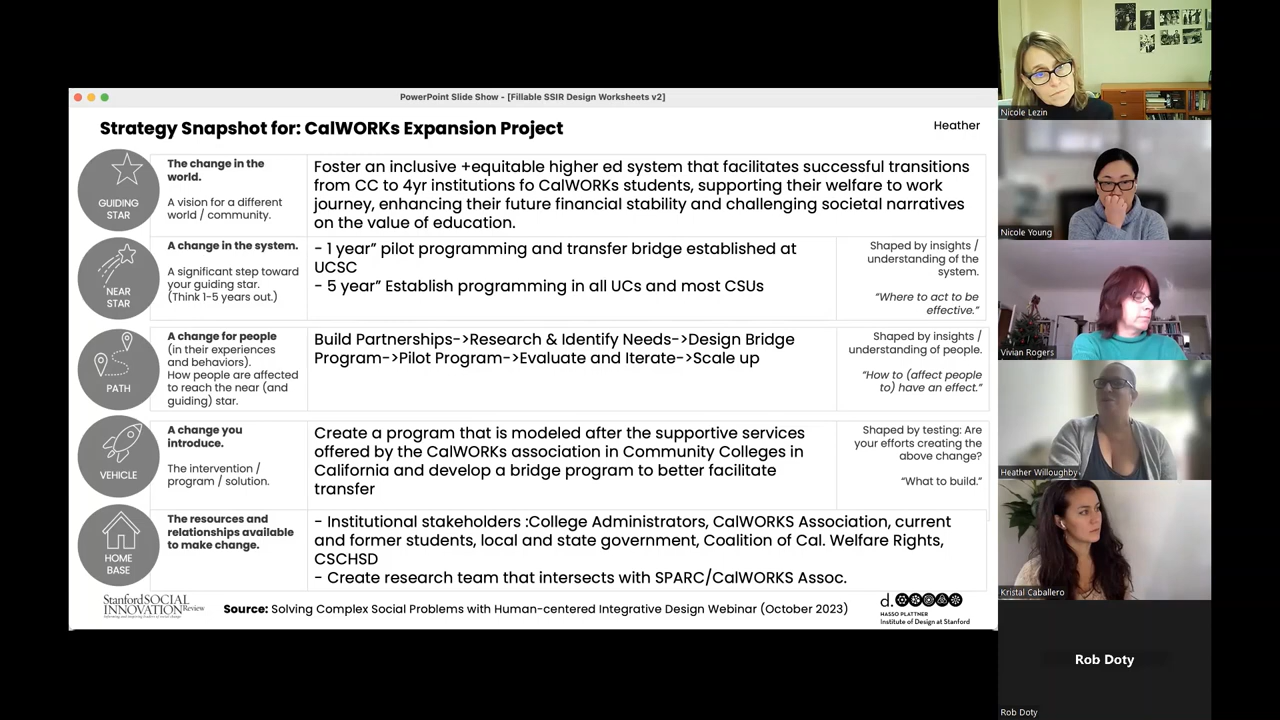 PowerPoint Slide Show - [Fillable SSIR Design Worksheets v2]
Strategy Snapshot for: CalWORKs Expansion Project
Heather
GUIDING
STAR
The change in the
world.
A vision for a different
world / community.
Foster an inclusive +equitable higher ed system that facilitates successful transitions
from CC to 4yr institutions fo CalWORKs students, supporting their welfare to work
journey, enhancing their future financial stability and challenging societal narratives
on the value of education.
NEAR
STAR
A change in the system.
A significant step toward
your guiding star.
(Think 1-5 years out.)
- 1 year” pilot programming and transfer bridge established at
UCSC
- 5 year” Establish programming in all UCs and most CSUs
Shaped by insights /
understanding of the
system.
“Where to act to be
effective.”
PATH
A change for people
(in their experiences
and behaviors).
How people are affected
to reach the near (and
guiding) star.
Build Partnerships->Research & Identify Needs->Design Bridge
Program->Pilot Program->Evaluate and Iterate->Scale up
Shaped by insights /
understanding of people.
“How to (affect people
to) have an effect.”
VEHICLE
A change you
introduce.
The intervention /
program / solution.
Create a program that is modeled after the supportive services
offered by the CalWORKs association in Community Colleges in
California and develop a bridge program to better facilitate
transfer
Shaped by testing: Are
your efforts creating the
above change?
“What to build.”
HOME
BASE
The resources and
relationships available
to make change.
- Institutional stakeholders :College Administrators, CalWORKS Association, current
and former students, local and state government, Coalition of Cal. Welfare Rights,
CSCHSD
- Create research team that intersects with SPARC/CalWORKS Assoc.
Stanford SOCIAL
INNOVATION Review
Source: Solving Complex Social Problems with Human-centered Integrative Design Webinar (October 2023)
d.
HASSO PLATTNER
Institute of Design at Stanford
Nicole Lezin
Nicole Young
Vivian Rogers
Heather Willoughby
Kristal Caballero
Rob Doty
Rob Doty